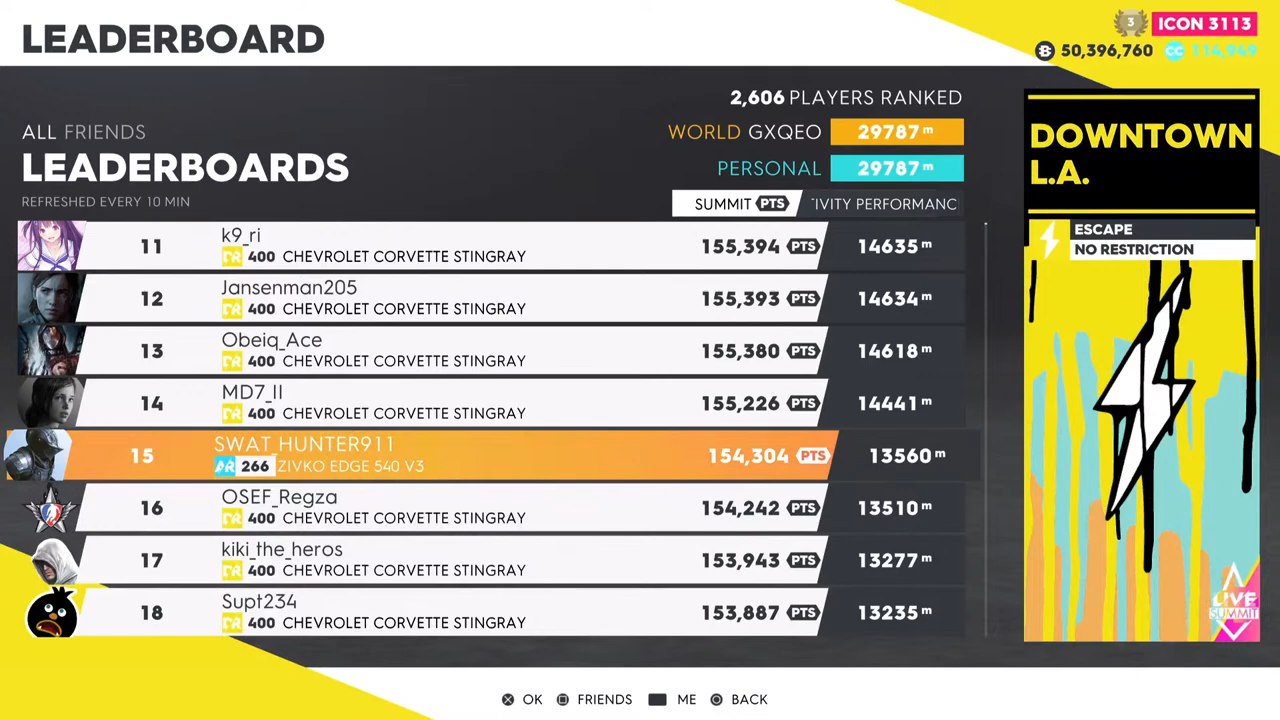 LEADERBOARD
3 ICON 3113
50,396,760 CC 114,949
2,606 PLAYERS RANKED
ALL FRIENDS
WORLD GXQEO 29787 m
LEADERBOARDS
PERSONAL 29787 m
REFRESHED EVERY 10 MIN
SUMMIT PTS TIVITY PERFORMANC
11 k9_ri
400 CHEVROLET CORVETTE STINGRAY
155,394 PTS 14635 m
12 Jansenman205
400 CHEVROLET CORVETTE STINGRAY
155,393 PTS 14634 m
13 Obeiq_Ace
400 CHEVROLET CORVETTE STINGRAY
155,380 PTS 14618 m
14 MD7_II
400 CHEVROLET CORVETTE STINGRAY
155,226 PTS 14441 m
15 SWAT_HUNTER911
266 ZIVKO EDGE 540 V3
154,304 PTS 13560 m
16 OSEF_Regza
400 CHEVROLET CORVETTE STINGRAY
154,242 PTS 13510 m
17 kiki_the_heros
400 CHEVROLET CORVETTE STINGRAY
153,943 PTS 13277 m
18 Supt234
400 CHEVROLET CORVETTE STINGRAY
153,887 PTS 13235 m
DOWNTOWN
L.A.
ESCAPE
NO RESTRICTION
LIVE
SUMMIT
OK FRIENDS ME BACK